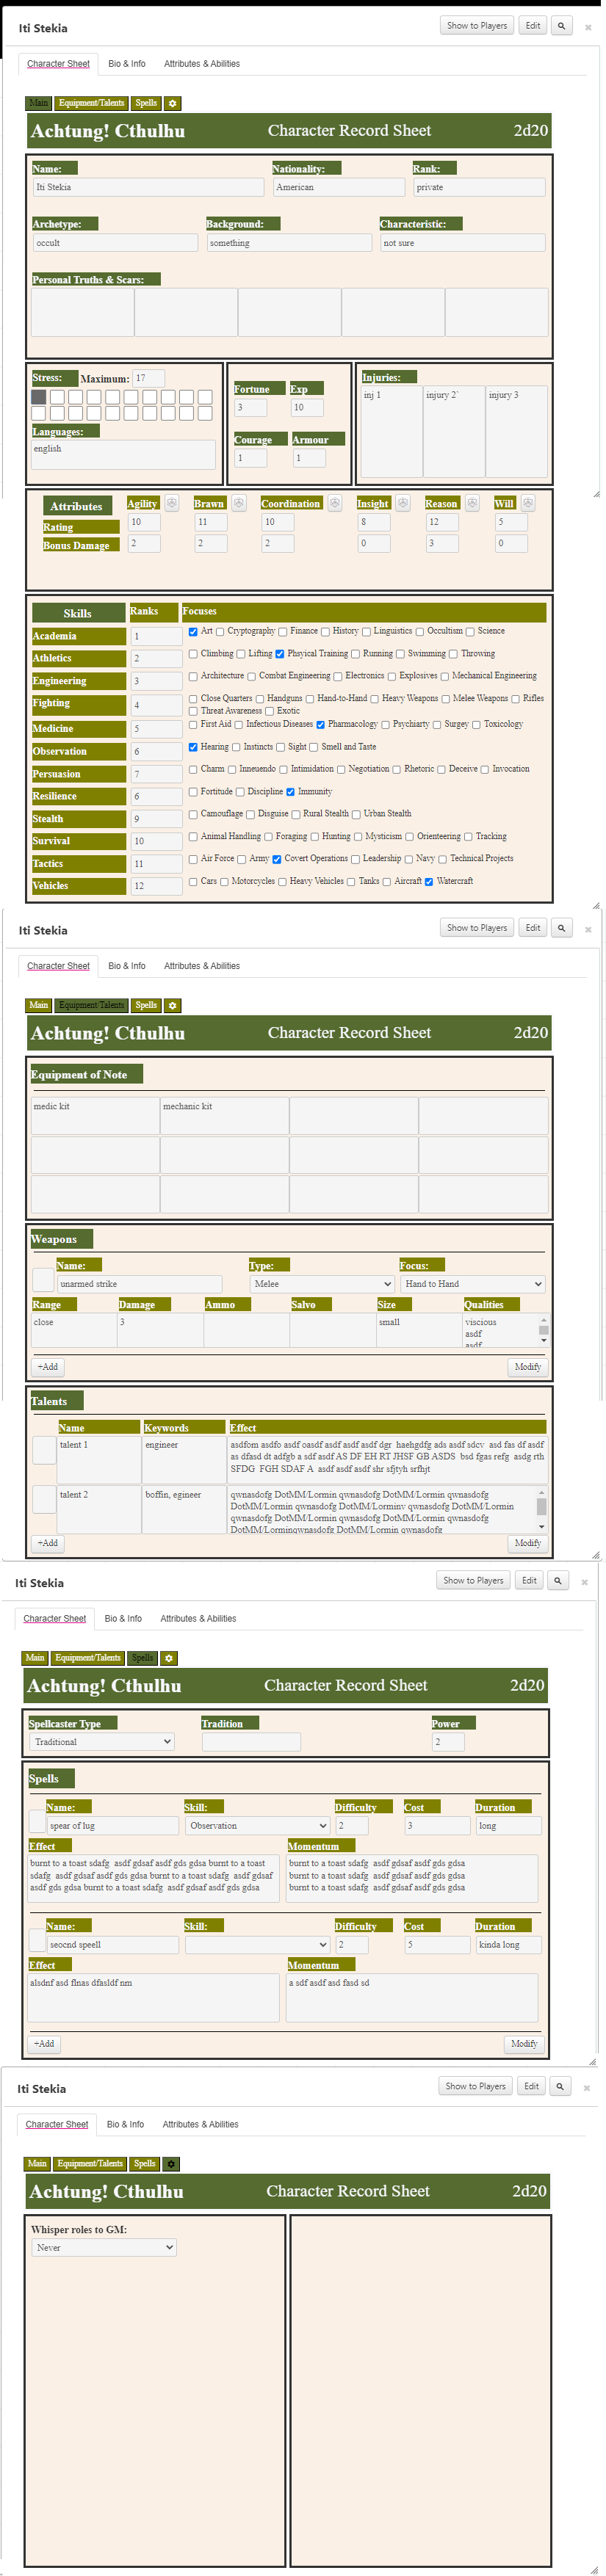 Iti Stekia
Show to Players Edit
Character Sheet Bio & Info Attributes & Abilities
Main Equipment/Talents Spells
Achtung! Cthulhu Character Record Sheet 2d20
Name: Nationality: Rank:
Iti Stekia American private
Archetype: Background: Characteristic:
occult something not sure
Personal Truths & Scars:
Stress: Maximum: 17
Languages:
english
Fortune Exp
3 10
Courage Armour
1 1
Injuries:
inj 1 injury 2` injury 3
Attributes Agility Brawn Coordination Insight Reason Will
Rating 10 11 10 8 12 5
Bonus Damage 2 2 2 0 3 0
Skills Ranks Focuses
Academia 1 Art Cryptography Finance History Linguistics Occultism Science
Athletics 2 Climbing Lifting Phsyical Training Running Swimming Throwing
Engineering 3 Architecture Combat Engineering Electronics Explosives Mechanical Engineering
Fighting 4 Close Quarters Handguns Hand-to-Hand Heavy Weapons Melee Weapons Rifles
Threat Awareness Exotic
Medicine 5 First Aid Infectious Diseases Pharmacology Psychiarty Surgey Toxicology
Observation 6 Hearing Instincts Sight Smell and Taste
Persuasion 7 Charm Inneuendo Intimidation Negotiation Rhetoric Deceive Invocation
Resilience 6 Fortitude Discipline Immunity
Stealth 9 Camouflage Disguise Rural Stealth Urban Stealth
Survival 10 Animal Handling Foraging Hunting Mysticism Orienteering Tracking
Tactics 11 Air Force Army Covert Operations Leadership Navy Technical Projects
Vehicles 12 Cars Motorcycles Heavy Vehicles Tanks Aircraft Watercraft
Iti Stekia
Show to Players Edit
Character Sheet Bio & Info Attributes & Abilities
Main Equipment/Talents Spells
Achtung! Cthulhu Character Record Sheet 2d20
Equipment of Note
medic kit mechanic kit
Weapons
Name: Type: Focus:
unarmed strike Melee Hand to Hand
Range Damage Ammo Salvo Size Qualities
close 3 small viscious
asdf
asdf
+Add Modify
Talents
Name Keywords Effect
talent 1 engineer asdfom asdfo asdf oasdf asdf asdf asdf dgr haehgdfg ads asdf sdcv asd fas df asdf
as dfasd dt adfgb a sdf asdf AS DF EH RT JHSF GB ASDS bsd fgas refg asdg rth
SFDG FGH SDAF A asdf asdf asdf shr sfjtyh srfhjt
talent 2 boffin, egineer qwnasdofg DotMM/Lormin qwnasdofg DotMM/Lormin qwnasdofg
DotMM/Lormin qwnasdofg DotMM/Lorminv qwnasdofg DotMM/Lormin
qwnasdofg DotMM/Lormin qwnasdofg DotMM/Lormin qwnasdofg
DotMM/Lorminqwnasdofg DotMM/Lormin qwnasdofg
+Add Modify
Iti Stekia
Show to Players Edit
Character Sheet Bio & Info Attributes & Abilities
Main Equipment/Talents Spells
Achtung! Cthulhu Character Record Sheet 2d20
Spellcaster Type Tradition Power
Traditional 2
Spells
Name: Skill: Difficulty Cost Duration
spear of lug Observation 2 3 long
Effect Momentum
burnt to a toast sdafg asdf gdsaf asdf gds gdsa burnt to a toast
sdafg asdf gdsaf asdf gds gdsa burnt to a toast sdafg asdf gdsaf
asdf gds gdsa burnt to a toast sdafg asdf gdsaf asdf gds gdsa
burnt to a toast sdafg asdf gdsaf asdf gds gdsa
burnt to a toast sdafg asdf gdsaf asdf gds gdsa
burnt to a toast sdafg asdf gdsaf asdf gds gdsa
Name: Skill: Difficulty Cost Duration
seocnd speell 2 5 kinda long
Effect Momentum
alsdnf asd flnas dfasldf nm a sdf asdf asd fasd sd
+Add Modify
Iti Stekia
Show to Players Edit
Character Sheet Bio & Info Attributes & Abilities
Main Equipment/Talents Spells
Achtung! Cthulhu Character Record Sheet 2d20
Whisper roles to GM:
Never